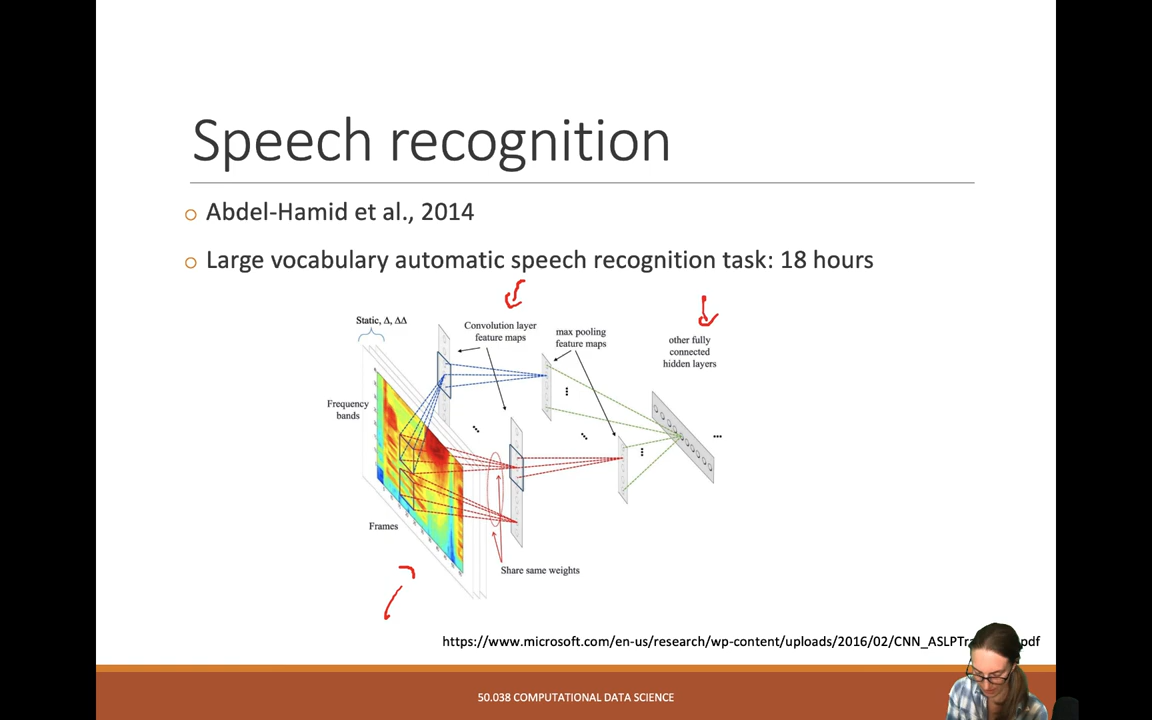 Speech recognition
Abdel-Hamid et al., 2014
Large vocabulary automatic speech recognition task: 18 hours
Static, Δ, ΔΔ
Convolution layer
feature maps
max pooling
feature maps
other fully
connected
hidden layers
Frequency
bands
Frames
Share same weights
https://www.microsoft.com/en-us/research/wp-content/uploads/2016/02/CNN_ASLPTra pdf
50.038 COMPUTATIONAL DATA SCIENCE